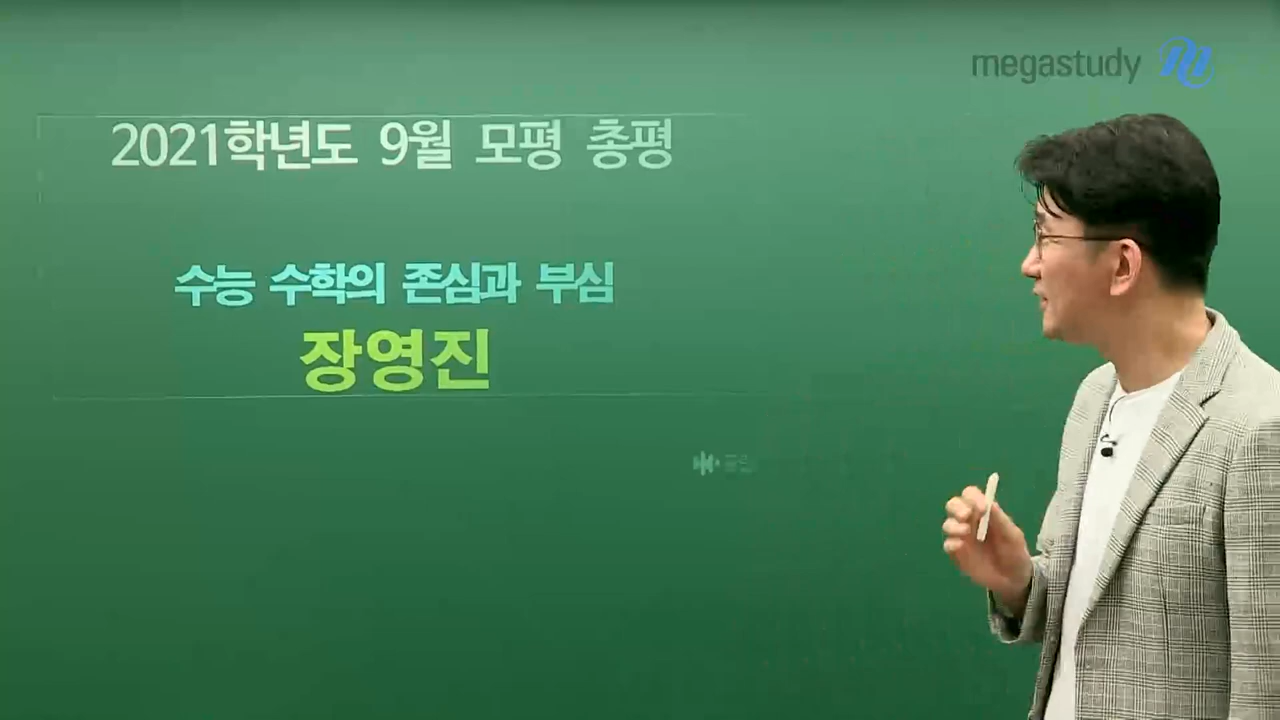 megastudy
2021학년도 9월 모평 총평
수능 수학의 존심과 부심
장영진